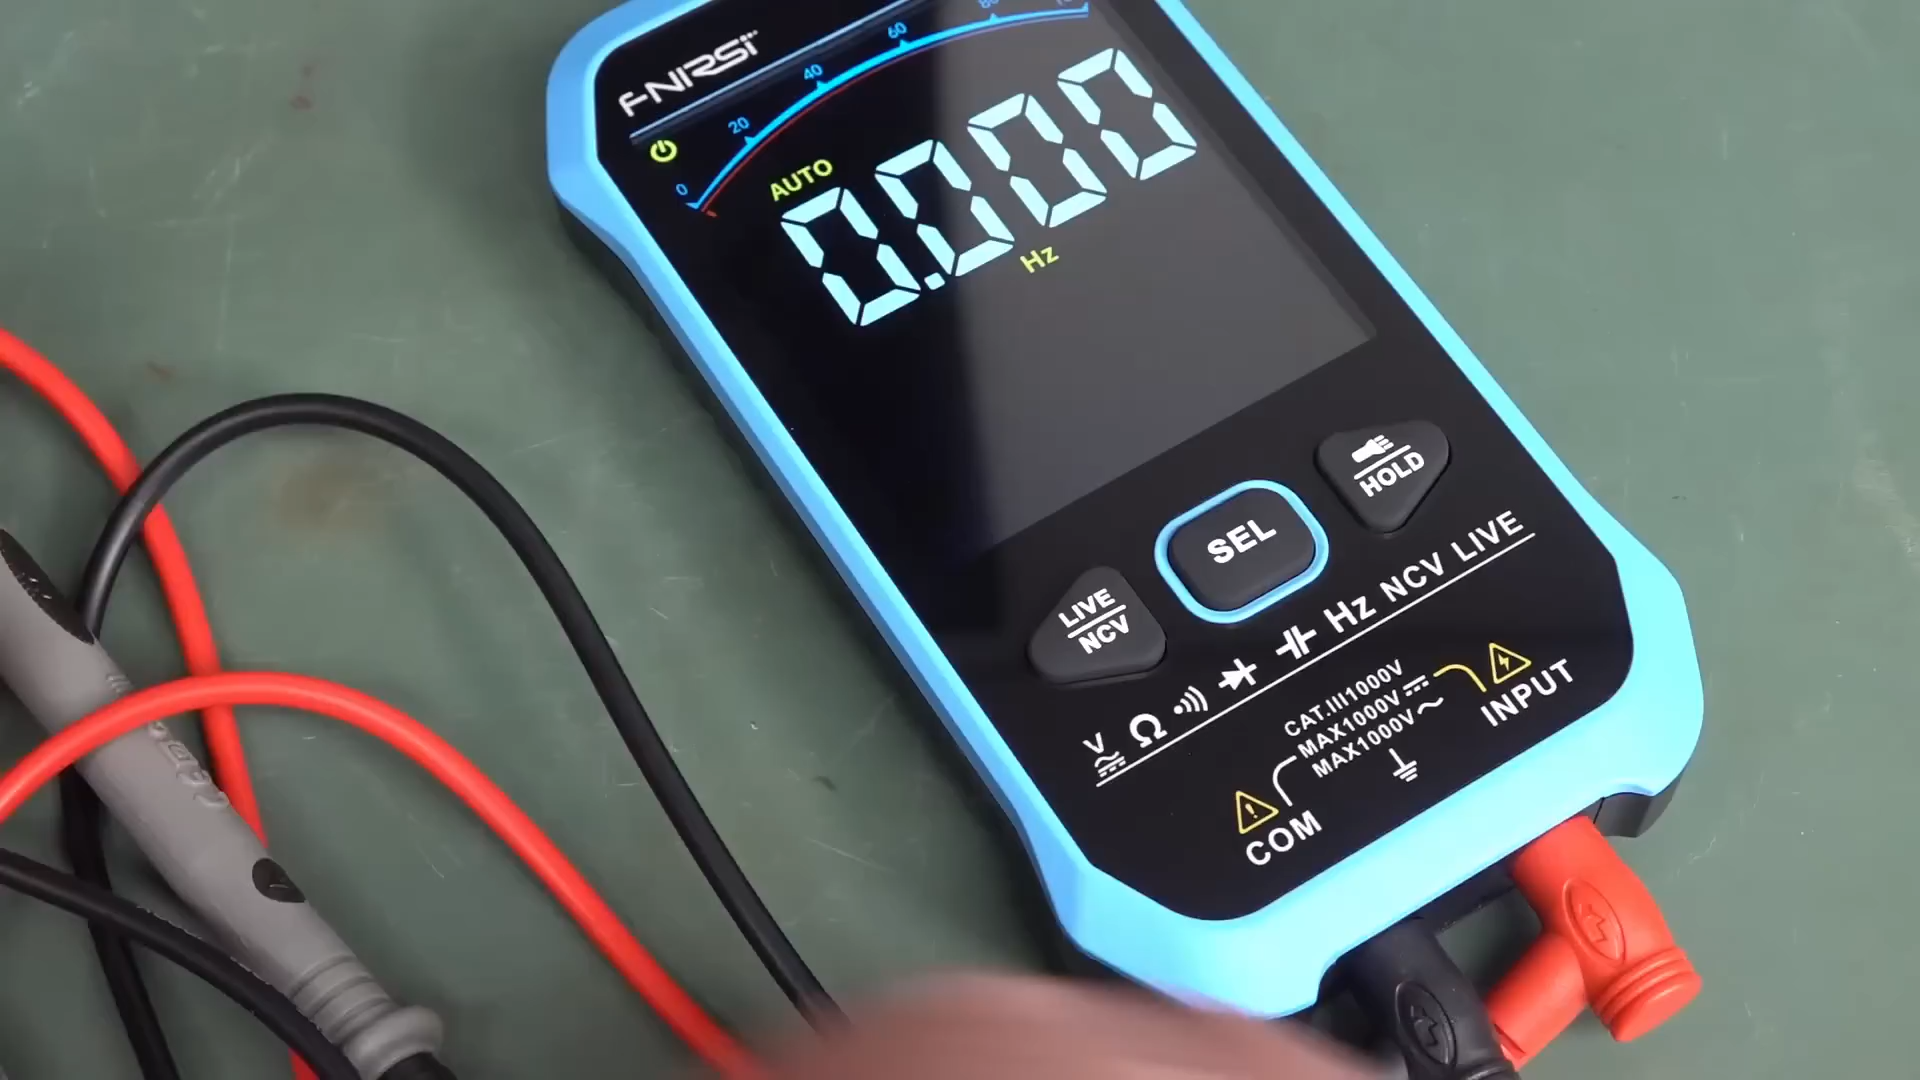 FNIRSI
0 20 40 60 80
AUTO
0.000
Hz
HOLD
SEL
LIVE
NCV
V Ω Hz NCV LIVE
CAT.III1000V
MAX1000V
MAX1000V
INPUT
COM